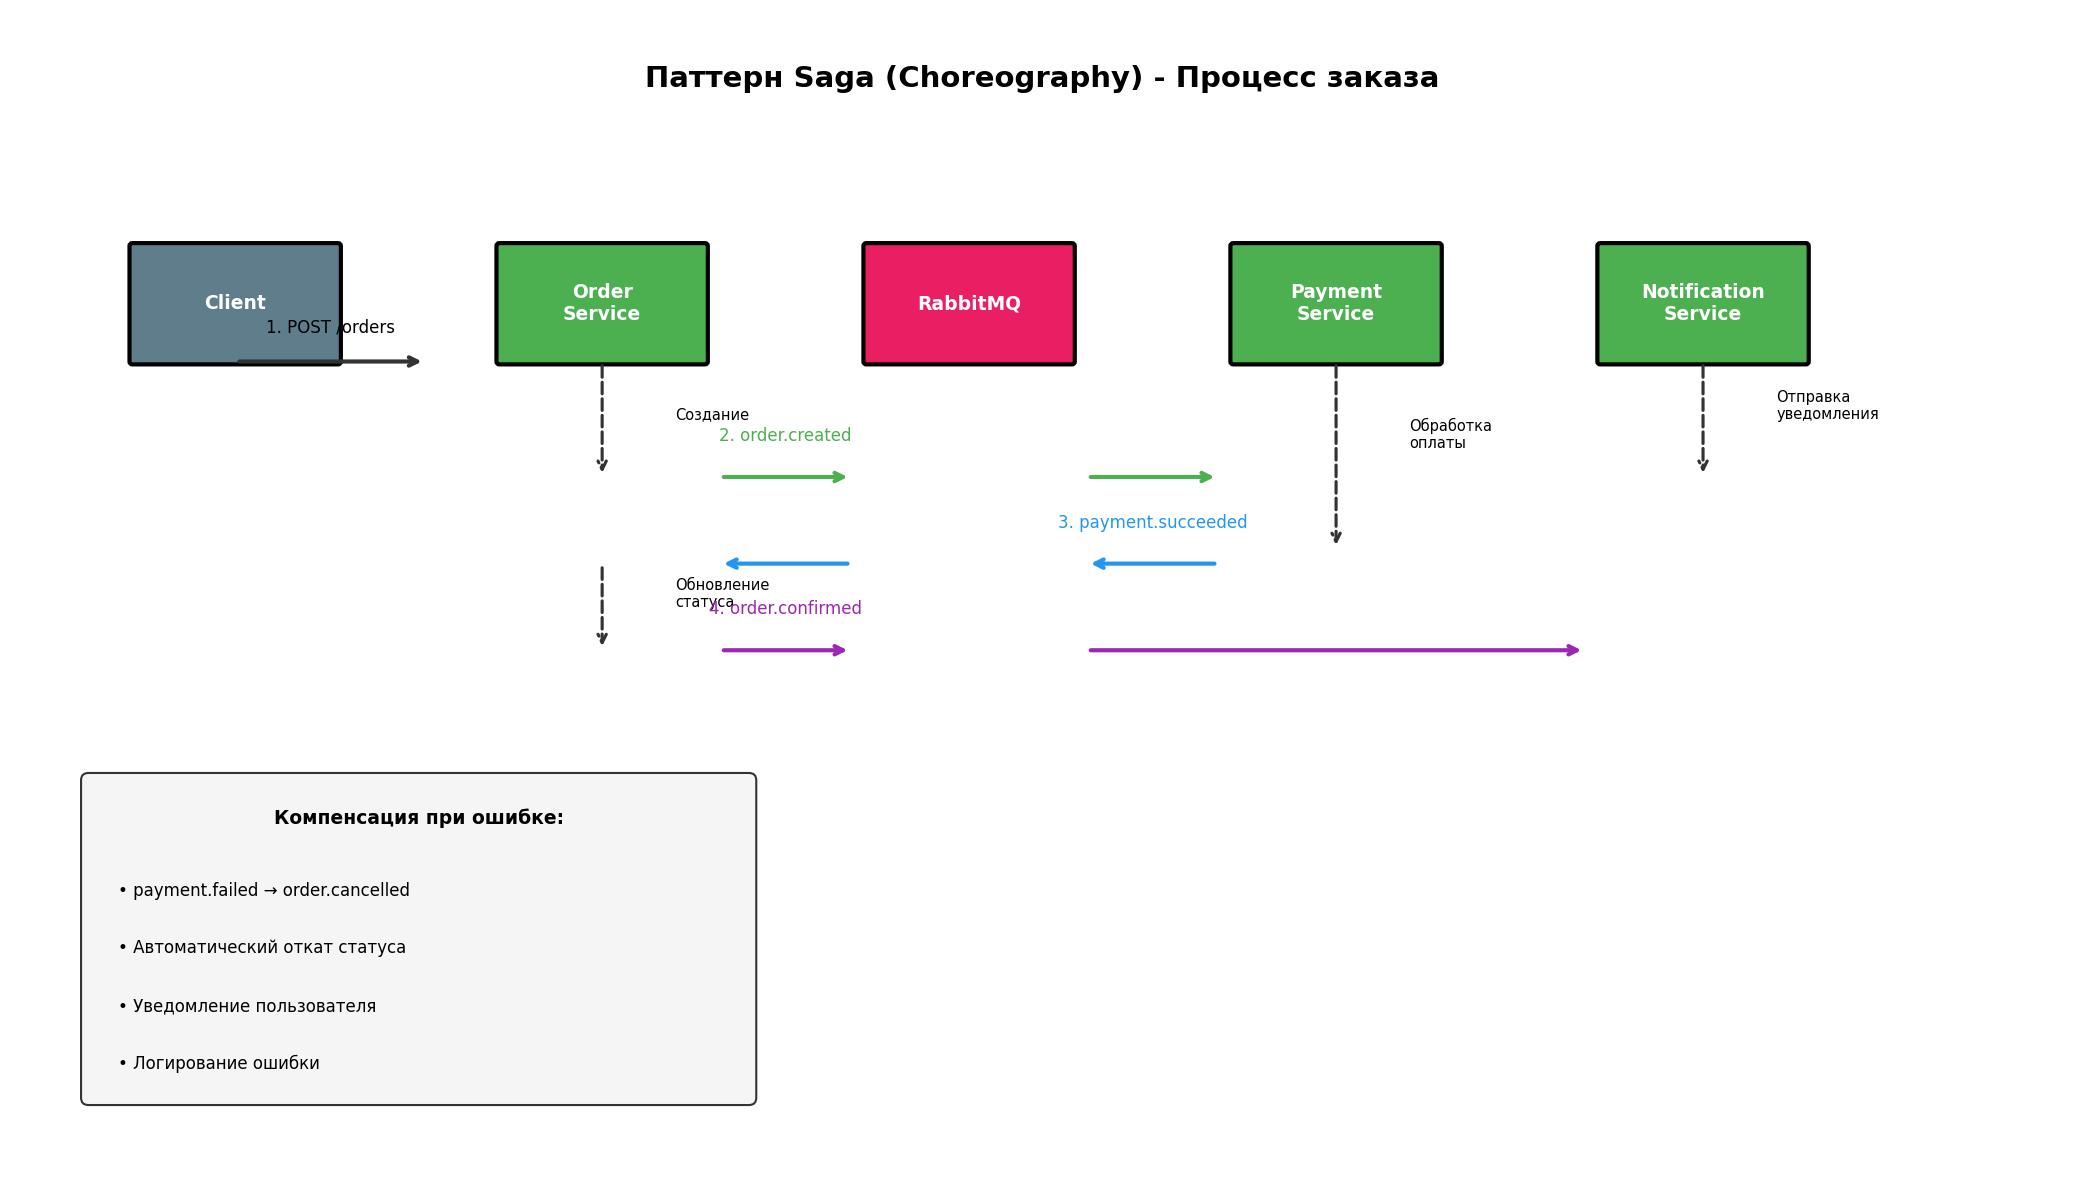 Паттерн Saga (Choreography) - Процесс заказа
Client
Order
Service
RabbitMQ
Payment
Service
Notification
Service
1. POST /orders
Создание
2. order.created
Обработка
оплаты
Отправка
уведомления
3. payment.succeeded
Обновление
статуса
4. order.confirmed
Компенсация при ошибке:
• payment.failed → order.cancelled
• Автоматический откат статуса
• Уведомление пользователя
• Логирование ошибки